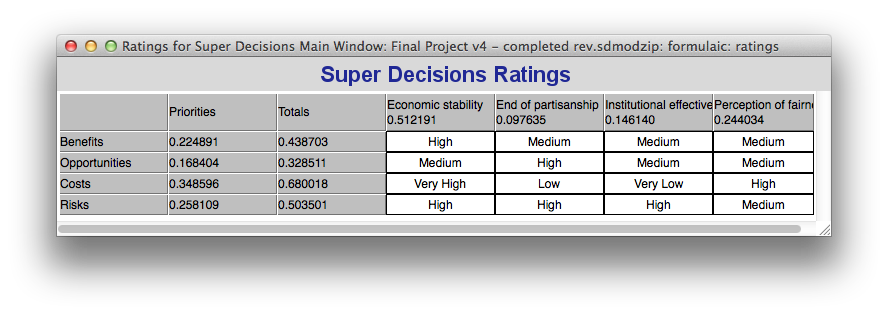 Ratings for Super Decisions Main Window: Final Project v4 - completed rev.sdmodzip: formulaic: ratings
Super Decisions Ratings
Priorities Totals Economic stability 0.512191 End of partisanship 0.097635 Institutional effective 0.146140 Perception of fairn 0.244034
Benefits 0.224891 0.438703 High Medium Medium Medium
Opportunities 0.168404 0.328511 Medium High Medium Medium
Costs 0.348596 0.680018 Very High Low Very Low High
Risks 0.258109 0.503501 High High High Medium